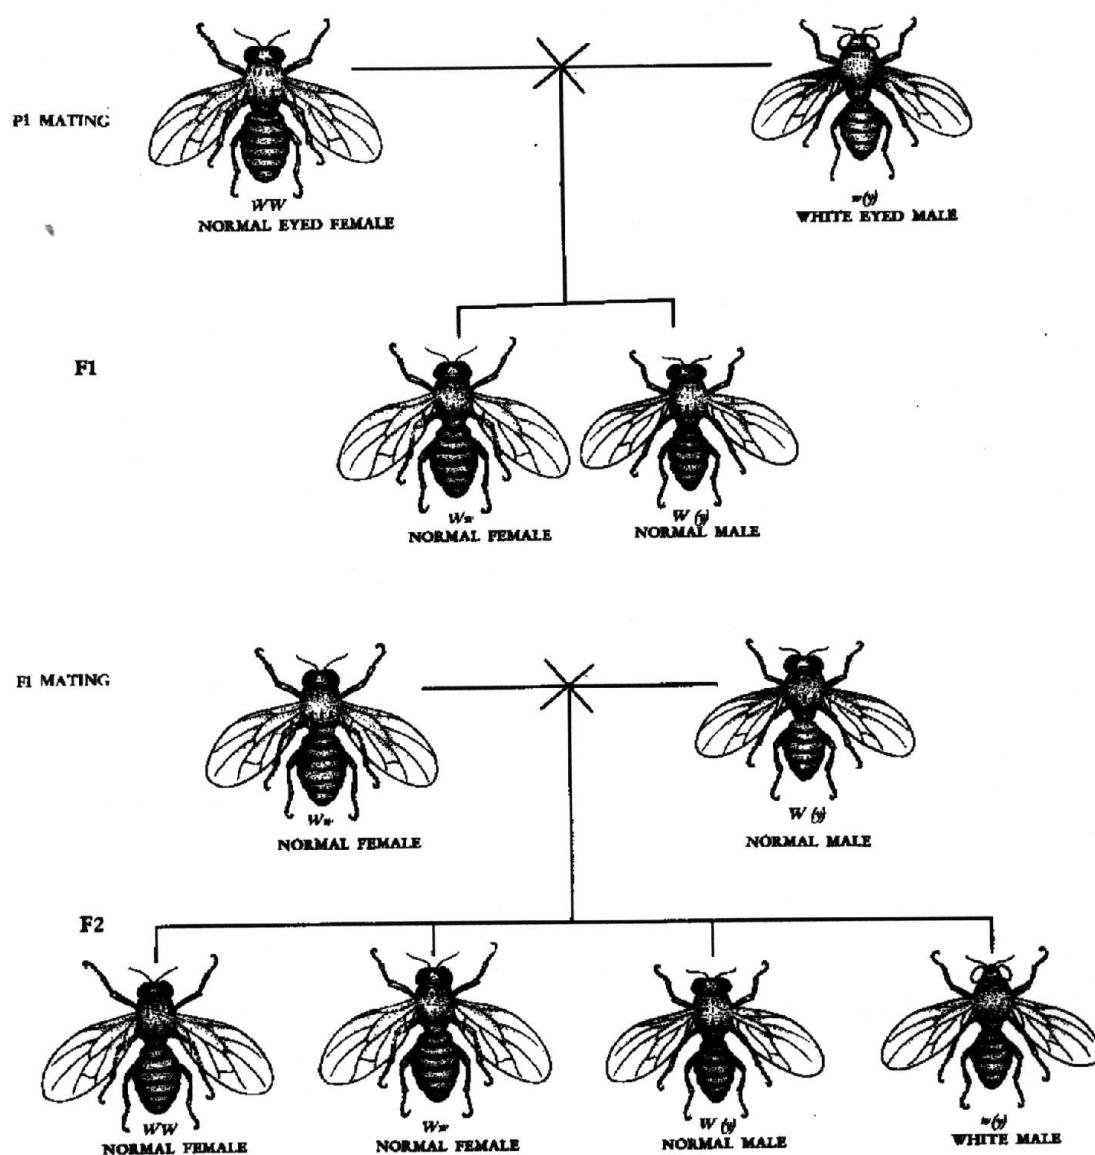 P1 MATING
WW
NORMAL EYED FEMALE
w(y)
WHITE EYED MALE
F1
Ww
NORMAL FEMALE
W (y)
NORMAL MALE
F1 MATING
Ww
NORMAL FEMALE
W (y)
NORMAL MALE
F2
WW
NORMAL FEMALE
Ww
NORMAL FEMALE
W (y)
NORMAL MALE
w(y)
WHITE MALE